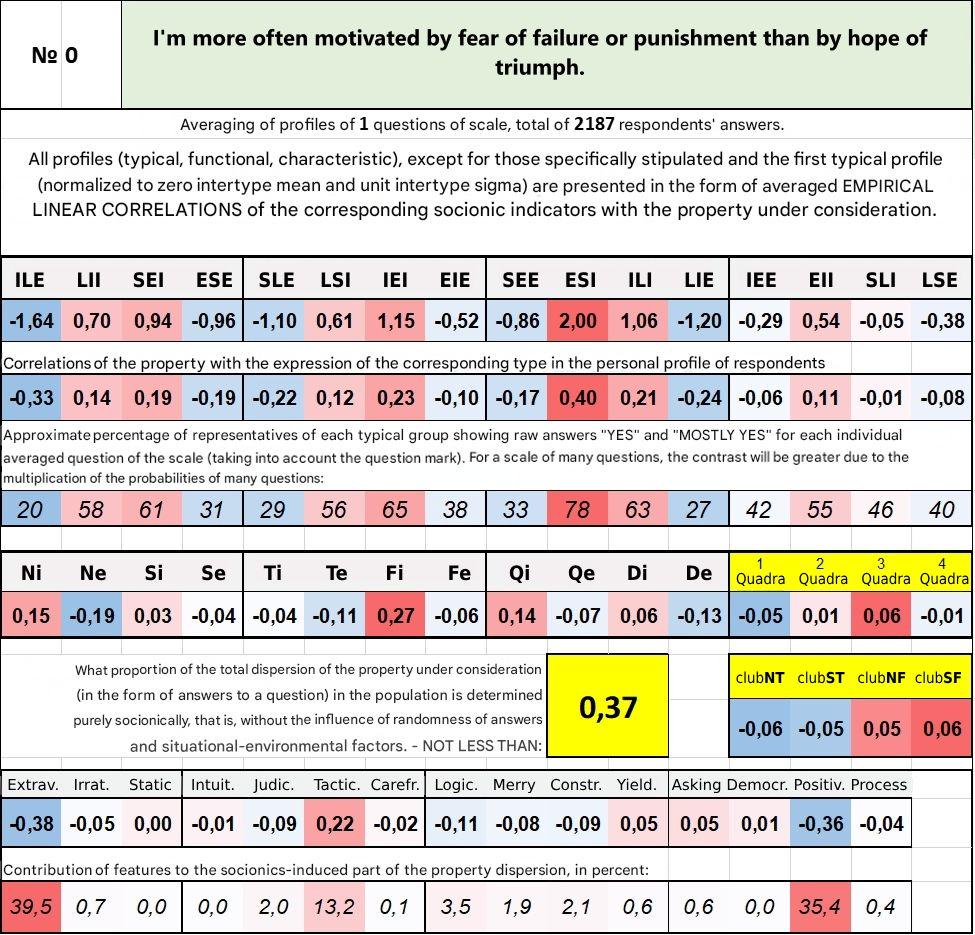 № 0
I'm more often motivated by fear of failure or punishment than by hope of
triumph.
Averaging of profiles of 1 questions of scale, total of 2187 respondents' answers.
All profiles (typical, functional, characteristic), except for those specifically stipulated and the first typical profile
(normalized to zero intertype mean and unit intertype sigma) are presented in the form of averaged EMPIRICAL
LINEAR CORRELATIONS of the corresponding socionic indicators with the property under consideration.
ILE LII SEI ESE SLE LSI IEI EIE SEE ESI ILI LIE IEE EII SLI LSE
-1,64 0,70 0,94 -0,96 -1,10 0,61 1,15 -0,52 -0,86 2,00 1,06 -1,20 -0,29 0,54 -0,05 -0,38
Correlations of the property with the expression of the corresponding type in the personal profile of respondents
-0,33 0,14 0,19 -0,19 -0,22 0,12 0,23 -0,10 -0,17 0,40 0,21 -0,24 -0,06 0,11 -0,01 -0,08
Approximate percentage of representatives of each typical group showing raw answers "YES" and "MOSTLY YES" for each individual
averaged question of the scale (taking into account the question mark). For a scale of many questions, the contrast will be greater due to the
multiplication of the probabilities of many questions:
20 58 61 31 29 56 65 38 33 78 63 27 42 55 46 40
Ni Ne Si Se Ti Te Fi Fe Qi Qe Di De 1 Quadra 2 Quadra 3 Quadra 4 Quadra
0,15 -0,19 0,03 -0,04 -0,04 -0,11 0,27 -0,06 0,14 -0,07 0,06 -0,13 -0,05 0,01 0,06 -0,01
What proportion of the total dispersion of the property under consideration
(in the form of answers to a question) in the population is determined
purely socionically, that is, without the influence of randomness of answers
and situational-environmental factors. - NOT LESS THAN:
0,37
clubNT clubST clubNF clubSF
-0,06 -0,05 0,05 0,06
Extrav. Irrat. Static Intuit. Judic. Tactic. Carefr. Logic. Merry Constr. Yield. Asking Democr. Positiv. Process
-0,38 -0,05 0,00 -0,01 -0,09 0,22 -0,02 -0,11 -0,08 -0,09 0,05 0,05 0,01 -0,36 -0,04
Contribution of features to the socionics-induced part of the property dispersion, in percent:
39,5 0,7 0,0 0,0 2,0 13,2 0,1 3,5 1,9 2,1 0,6 0,6 0,0 35,4 0,4